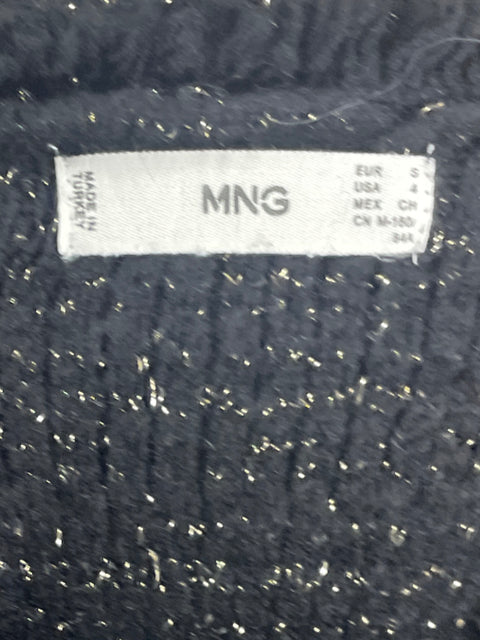 MADE IN
TURKEY
MNG
EUR S
USA 4
MEX CH
CN M-160/
84A